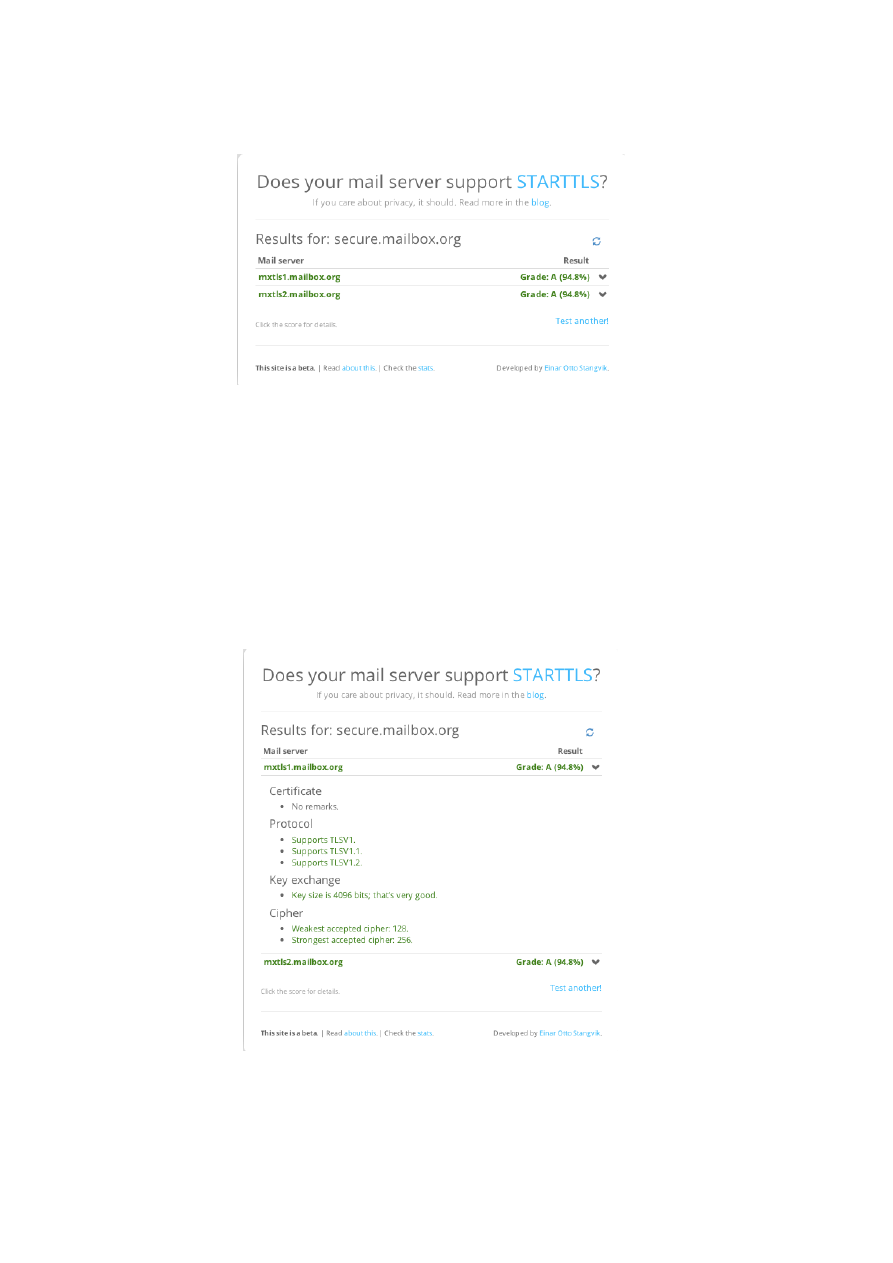 Does your mail server support STARTTLS?
If you care about privacy, it should. Read more in the blog.
Results for: secure.mailbox.org
Mail server Result
mxtls1.mailbox.org Grade: A (94.8%)
mxtls2.mailbox.org Grade: A (94.8%)
Click the score for details. Test another!
This site is a beta. | Read about this. | Check the stats. Developed by Einar Otto Stangvik.
Does your mail server support STARTTLS?
If you care about privacy, it should. Read more in the blog.
Results for: secure.mailbox.org
Mail server Result
mxtls1.mailbox.org Grade: A (94.8%)
Certificate
• No remarks.
Protocol
• Supports TLSV1.
• Supports TLSV1.1.
• Supports TLSV1.2.
Key exchange
• Key size is 4096 bits; that's very good.
Cipher
• Weakest accepted cipher: 128.
• Strongest accepted cipher: 256.
mxtls2.mailbox.org Grade: A (94.8%)
Click the score for details. Test another!
This site is a beta. | Read about this. | Check the stats. Developed by Einar Otto Stangvik.